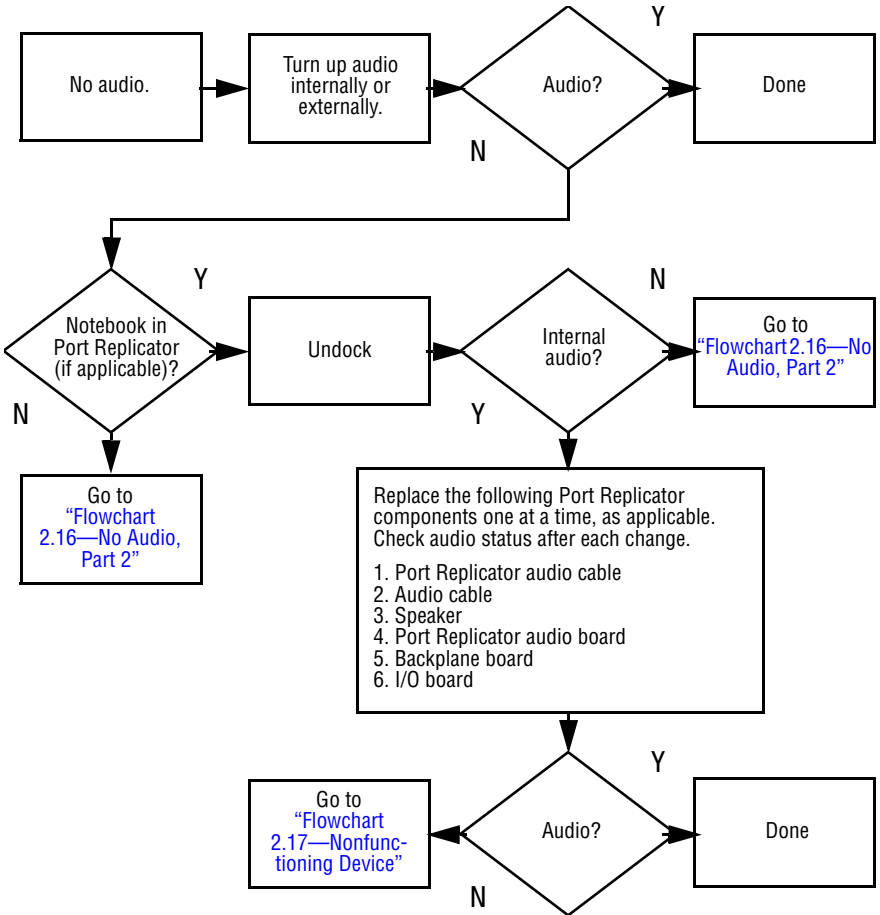 No audio.
Turn up audio
internally or
externally.
Audio?
Y
Done
N
Notebook in
Port Replicator
(if applicable)?
Y
Undock
Internal
audio?
N
Go to
“Flowchart 2.16—No
Audio, Part 2”
N
Go to
“Flowchart
2.16—No Audio,
Part 2”
Y
Replace the following Port Replicator
components one at a time, as applicable.
Check audio status after each change.
1. Port Replicator audio cable
2. Audio cable
3. Speaker
4. Port Replicator audio board
5. Backplane board
6. I/O board
Audio?
Y
Done
N
Go to
“Flowchart
2.17—Nonfunc-
tioning Device”